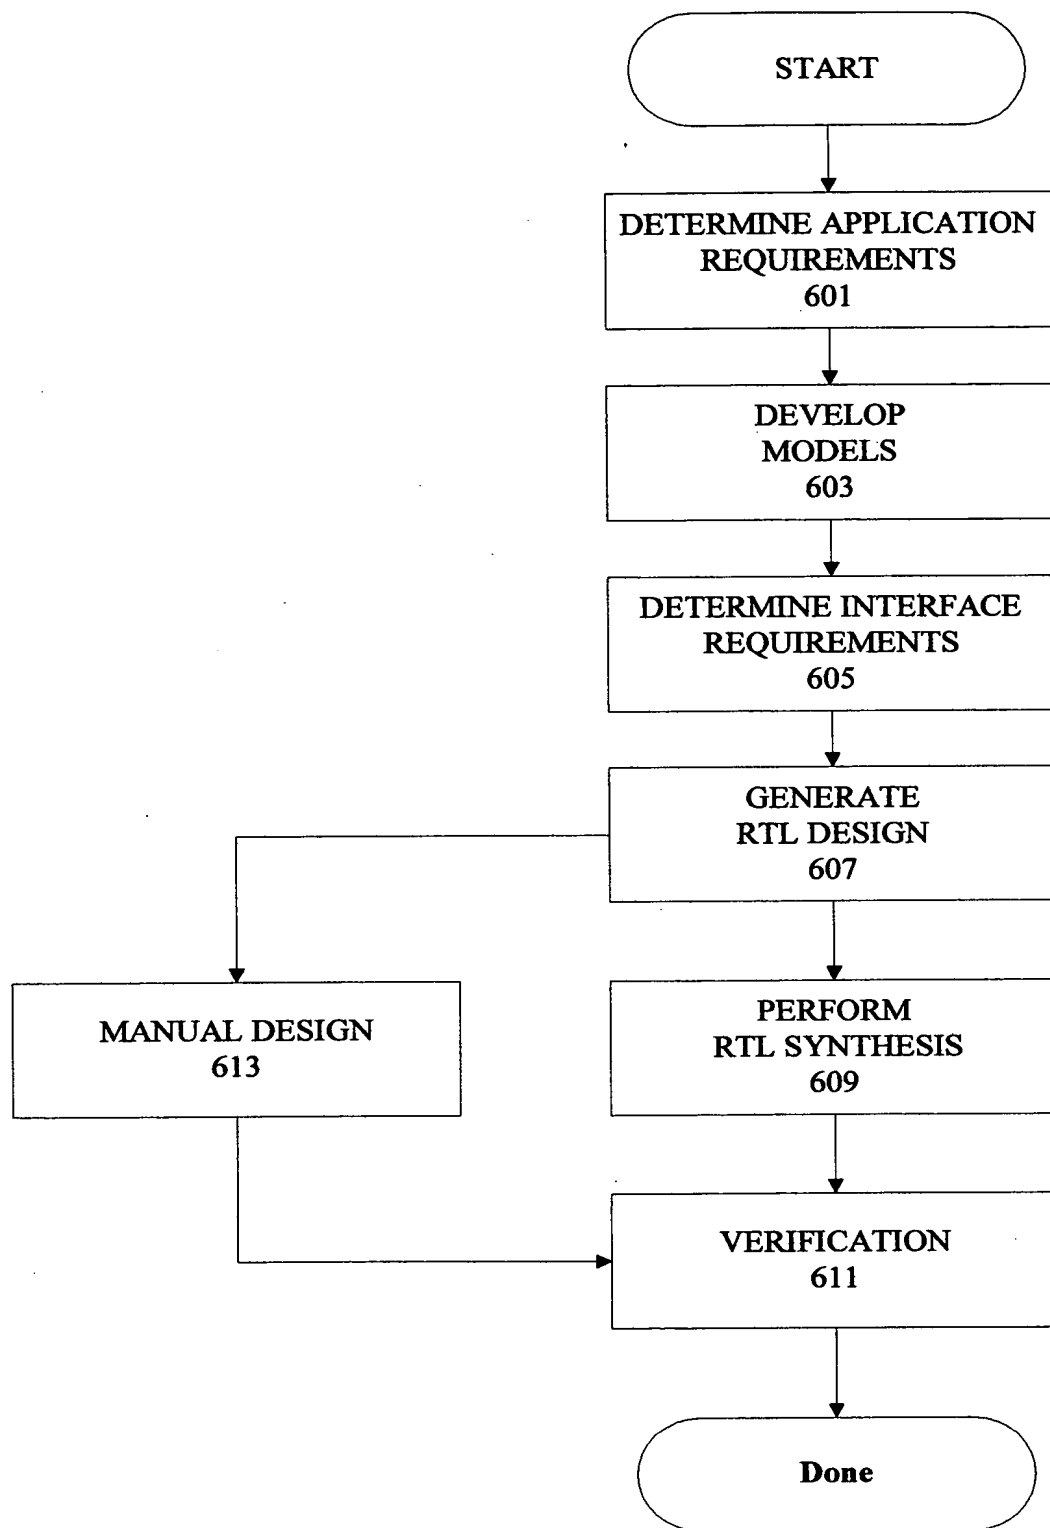 START
DETERMINE APPLICATION
REQUIREMENTS
601
DEVELOP
MODELS
603
DETERMINE INTERFACE
REQUIREMENTS
605
GENERATE
RTL DESIGN
607
MANUAL DESIGN
613
PERFORM
RTL SYNTHESIS
609
VERIFICATION
611
Done